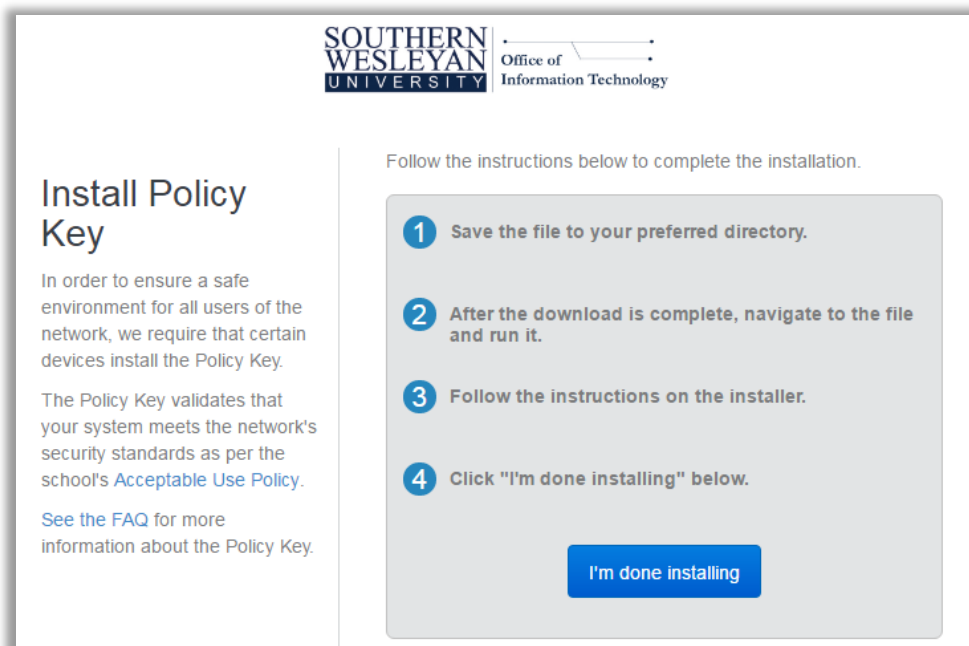 SOUTHERN
WESLEYAN
UNIVERSITY
Office of
Information Technology
Install Policy
Key
In order to ensure a safe
environment for all users of the
network, we require that certain
devices install the Policy Key.
The Policy Key validates that
your system meets the network's
security standards as per the
school's Acceptable Use Policy.
See the FAQ for more
information about the Policy Key.
Follow the instructions below to complete the installation.
1 Save the file to your preferred directory.
2 After the download is complete, navigate to the file
and run it.
3 Follow the instructions on the installer.
4 Click "I'm done installing" below.
I'm done installing